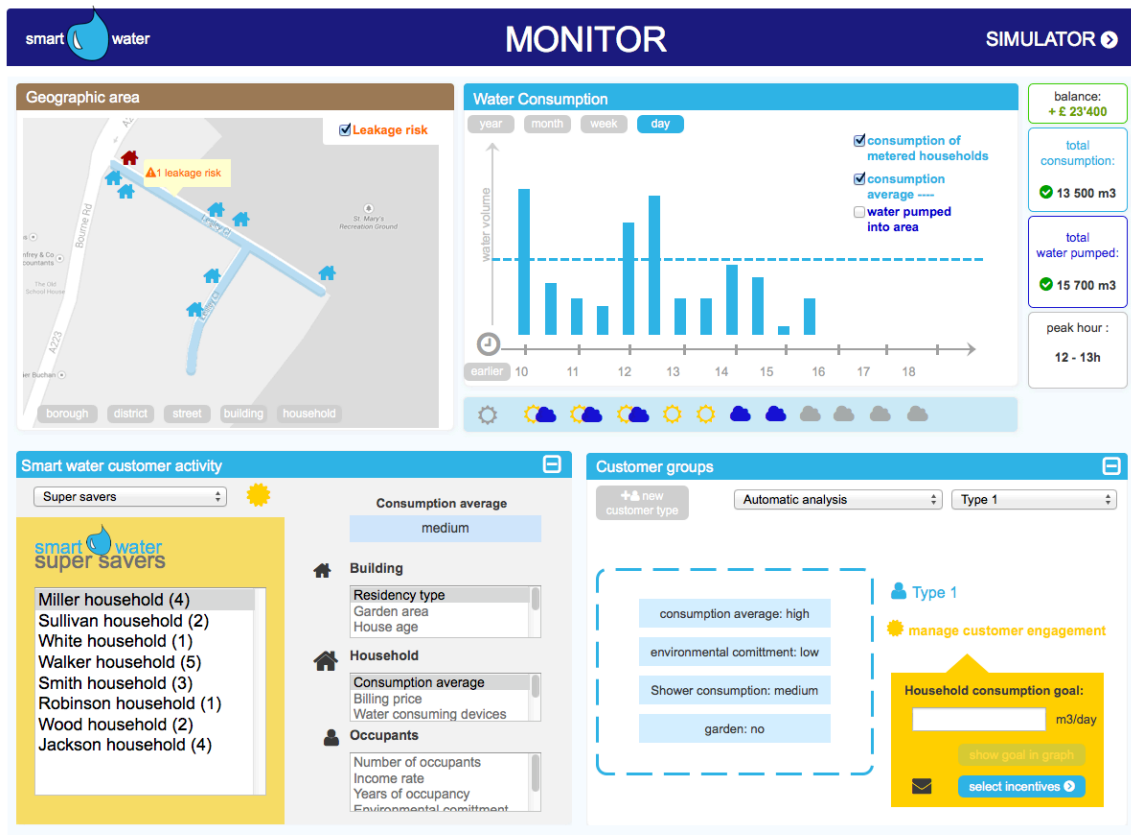 smart water
MONITOR
SIMULATOR
Geographic area
Leakage risk
1 leakage risk
Bourne Rd
St. Mary's
Recreation Ground
The Old
School House
A223
borough district street building household
Water Consumption
year month week day
consumption of
metered households
consumption
average ----
water pumped
into area
water volume
earlier 10 11 12 13 14 15 16 17 18
balance:
+ £ 23'400
total
consumption:
13 500 m3
total
water pumped:
15 700 m3
peak hour :
12 - 13h
Smart water customer activity
Super savers
smart water
super savers
Miller household (4)
Sullivan household (2)
White household (1)
Walker household (5)
Smith household (3)
Robinson household (1)
Wood household (2)
Jackson household (4)
Consumption average
medium
Building
Residency type
Garden area
House age
Household
Consumption average
Billing price
Water consuming devices
Occupants
Number of occupants
Income rate
Years of occupancy
Environmental comittment
Customer groups
new
customer type
Automatic analysis
Type 1
consumption average: high
environmental comittment: low
Shower consumption: medium
garden: no
Type 1
manage customer engagement
Household consumption goal:
m3/day
show goal in graph
select incentives